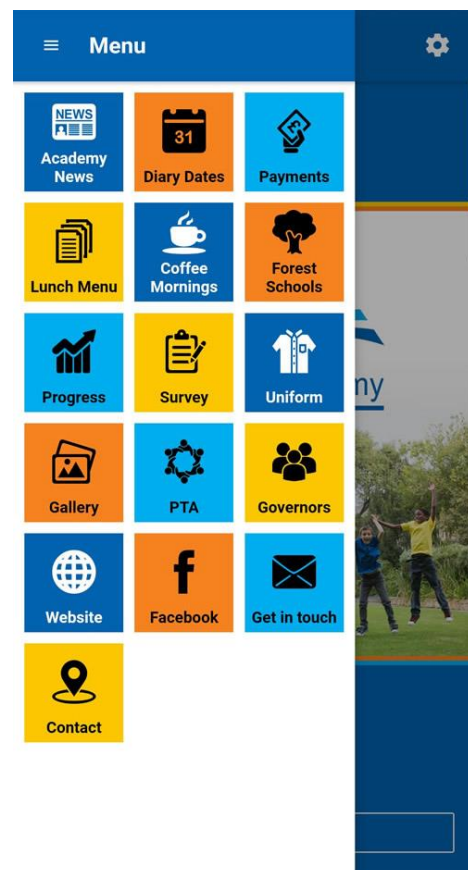 Menu
NEWS
Academy
News
31
Diary Dates
£
Payments
Lunch Menu
Coffee
Mornings
Forest
Schools
Progress
Survey
Uniform
my
Gallery
PTA
Governors
Website
f
Facebook
Get in touch
Contact